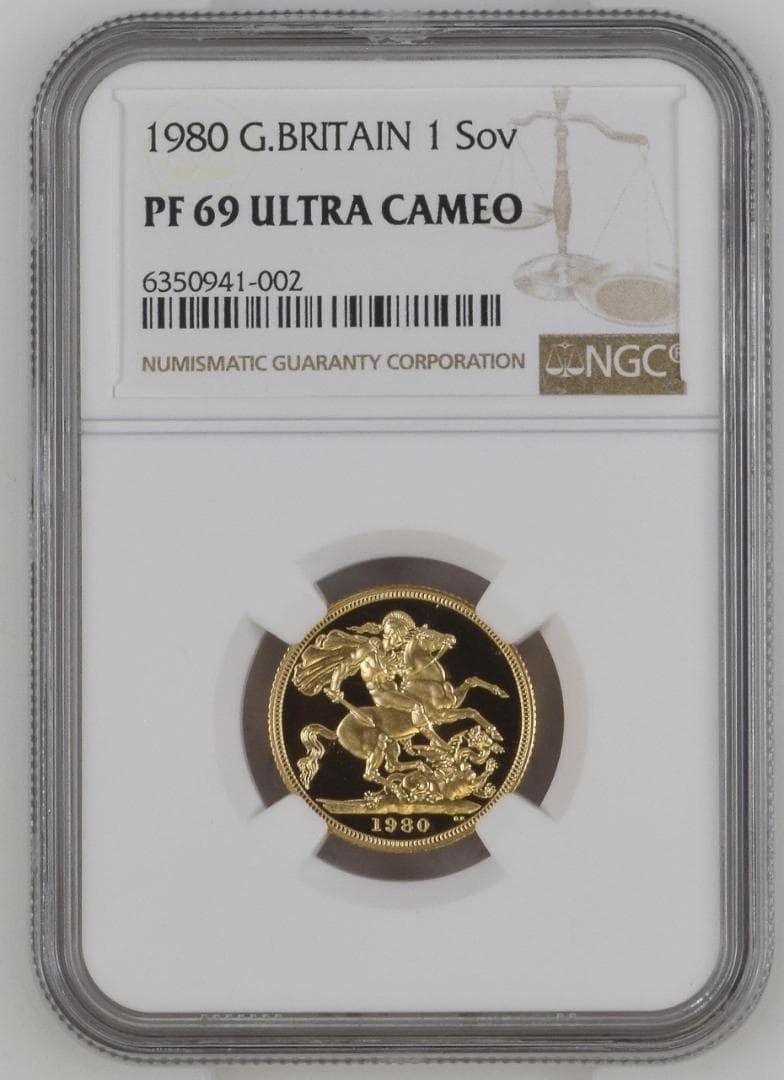 1980 G.BRITAIN 1 Sov
PF 69 ULTRA CAMEO
6350941-002
NUMISMATIC GUARANTY CORPORATION
NGC®
1980